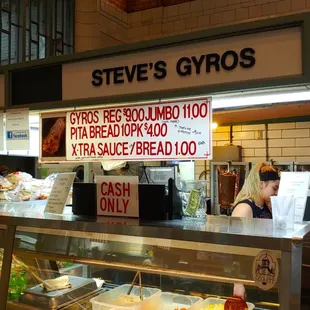 STEVE'S GYROS
GYROS REG $9.00 JUMBO 11.00
PITA BREAD 10PK $4.00
X-TRA SAUCE / BREAD 1.00
CASH
ONLY